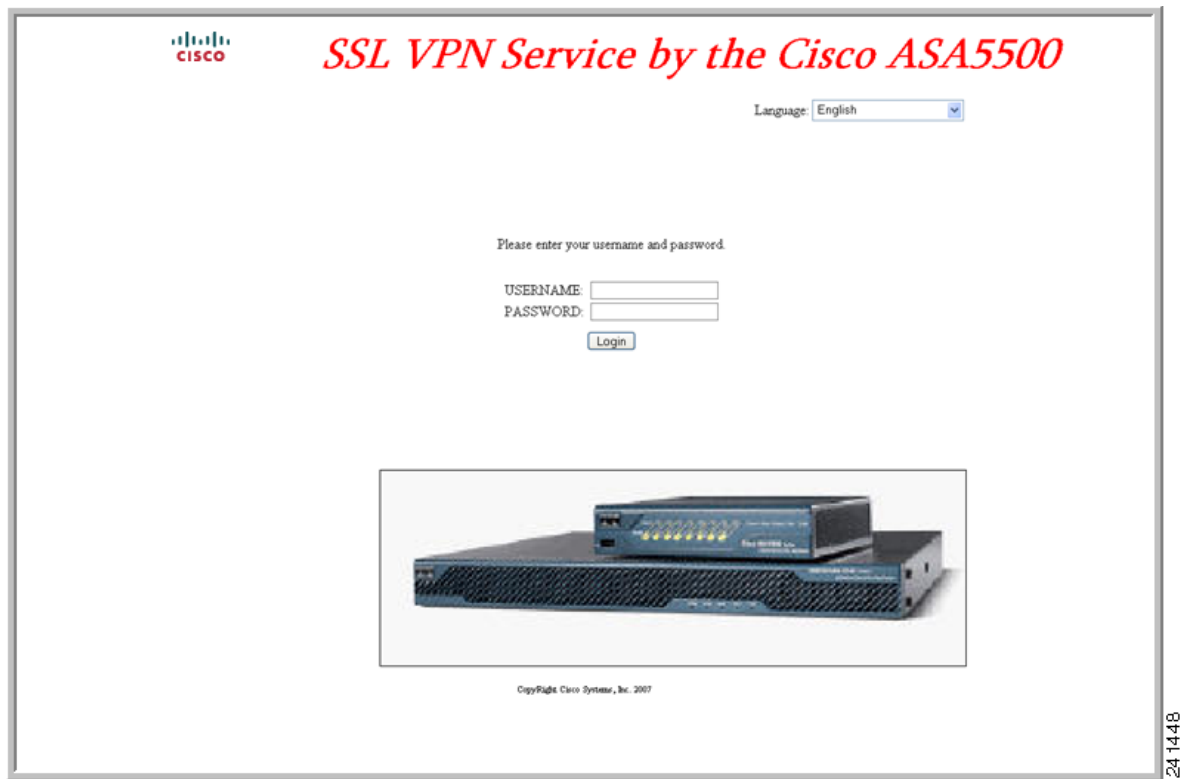 CISCO
SSL VPN Service by the Cisco ASA5500
Language: English
Please enter your username and password.
USERNAME:
PASSWORD:
Login
CopyRight Cisco Systems, Inc. 2007
241448